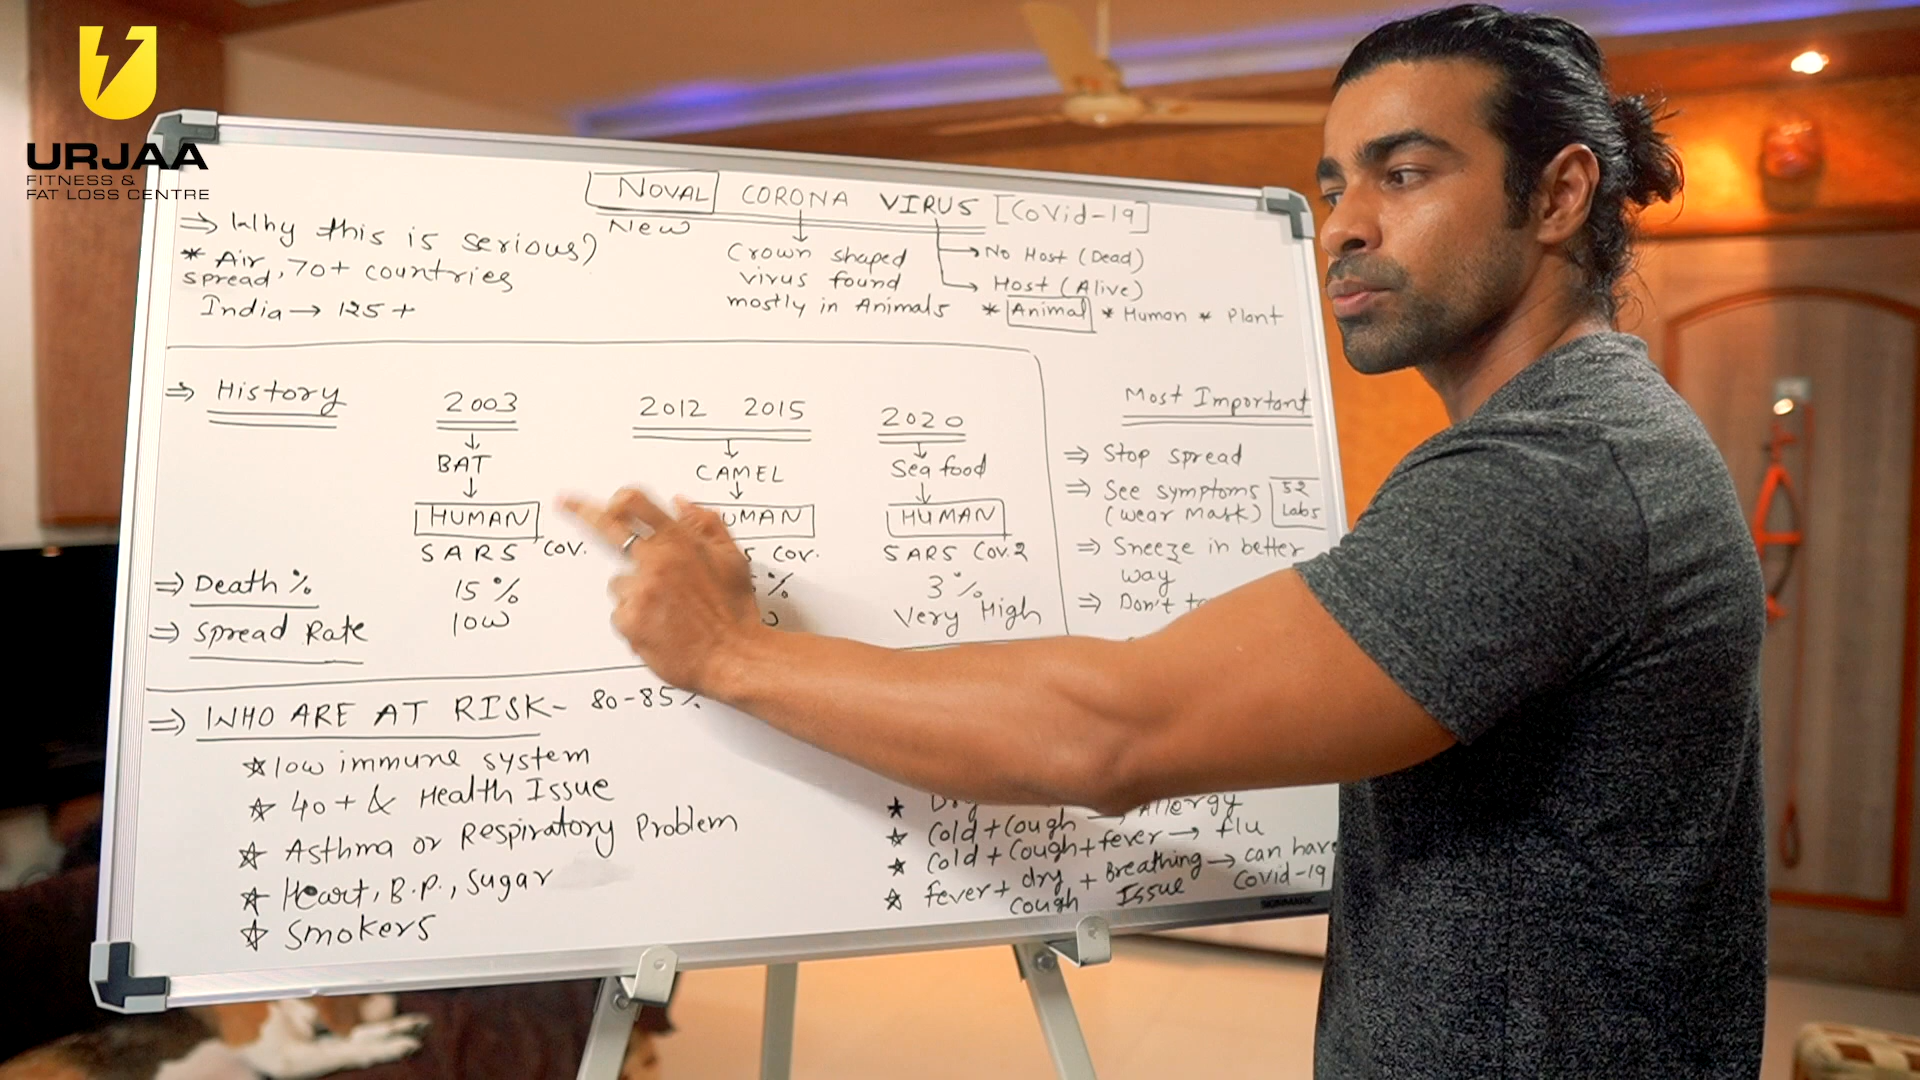 URJAA
FITNESS &
FAT LOSS CENTRE
NOVAL CORONA VIRUS [CoVid-19]
New
⇒ Why this is serious?
* Air spread, 70+ countries
India → 125+
Crown shaped
virus found
mostly in Animals
→ No Host (Dead)
→ Host (Alive)
* Animal * Human * Plant
⇒ History
2003
↓
BAT
↓
HUMAN
SARS COV.
15%
low
2012 2015
↓
CAMEL
↓
UMAN
COV.
%
2020
↓
Sea food
↓
HUMAN
SARS COV.2
3%
Very High
⇒ Death %
⇒ Spread Rate
Most Important
⇒ Stop spread
⇒ See symptoms
(wear mask)
52
Labs
⇒ Sneeze in better
way
⇒ Don't
⇒ WHO ARE AT RISK - 80-85%
☆ low immune system
☆ 40+ & Health Issue
☆ Asthma or Respiratory Problem
☆ Heart, B.P., Sugar
☆ Smokers
★ Dry
☆ Cold + Cough → Allergy
☆ Cold + Cough + fever → flu
☆ Fever + dry cough + Breathing Issue → can have Covid-19